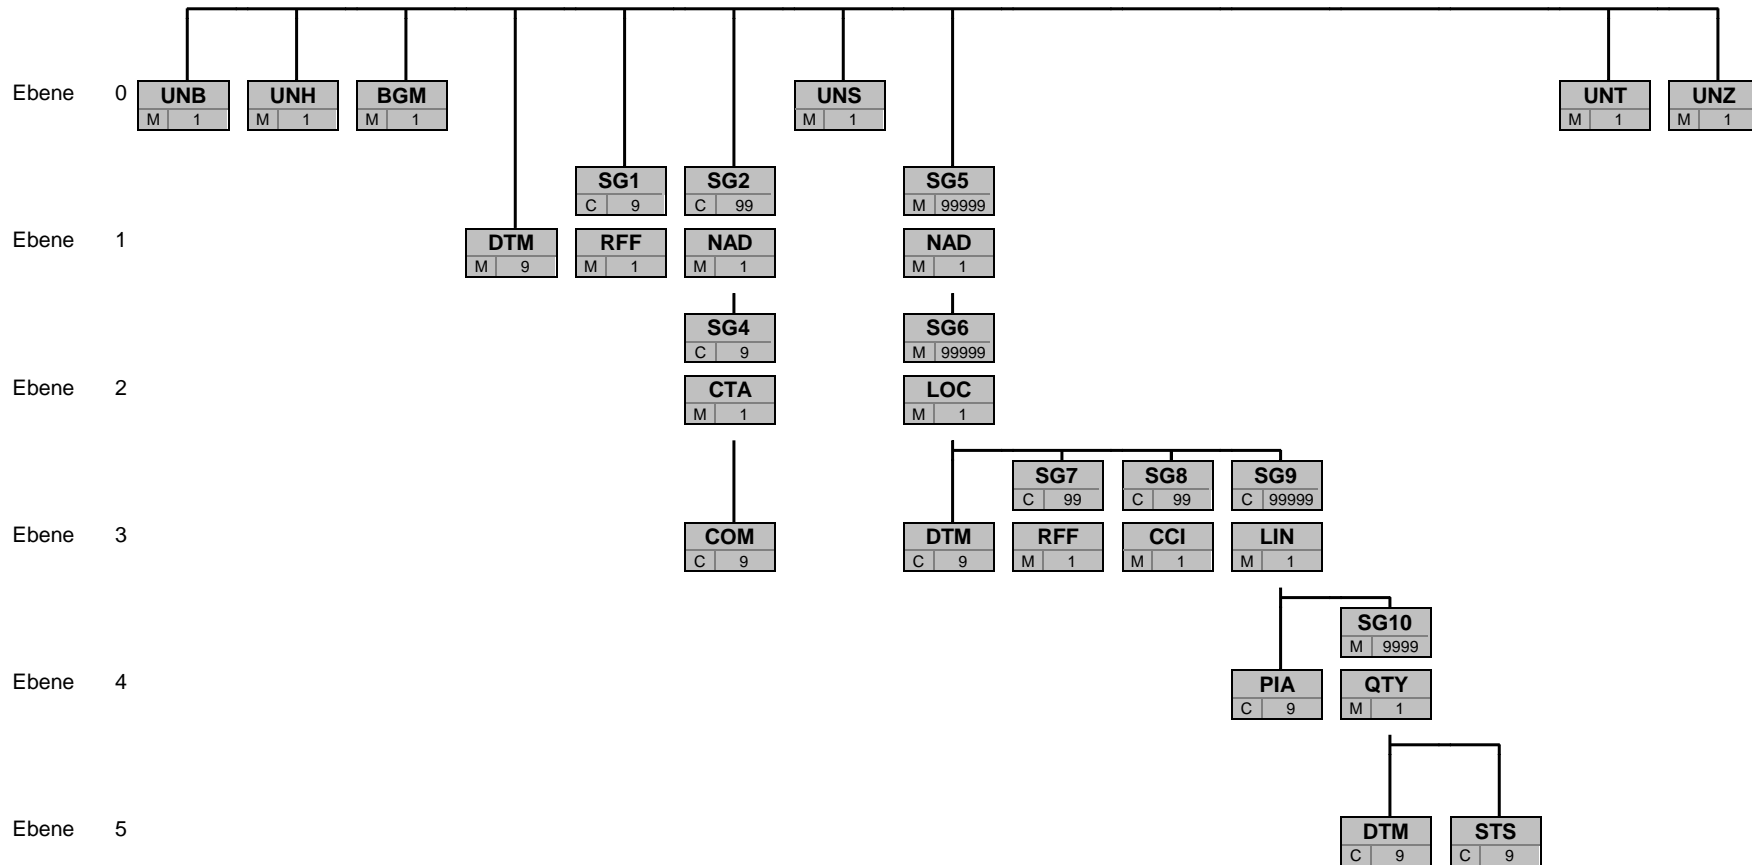 Ebene 0 UNB UNH BGM UNS UNT UNZ
M 1 M 1 M 1 M 1 M 1 M 1
SG1 SG2 SG5
C 9 C 99 M 99999
Ebene 1 DTM RFF NAD NAD
M 9 M 1 M 1 M 1
SG4 SG6
C 9 M 99999
Ebene 2 CTA LOC
M 1 M 1
SG7 SG8 SG9
C 99 C 99 C 99999
Ebene 3 COM DTM RFF CCI LIN
C 9 C 9 M 1 M 1 M 1
SG10
M 9999
Ebene 4 PIA QTY
C 9 M 1
Ebene 5 DTM STS
C 9 C 9